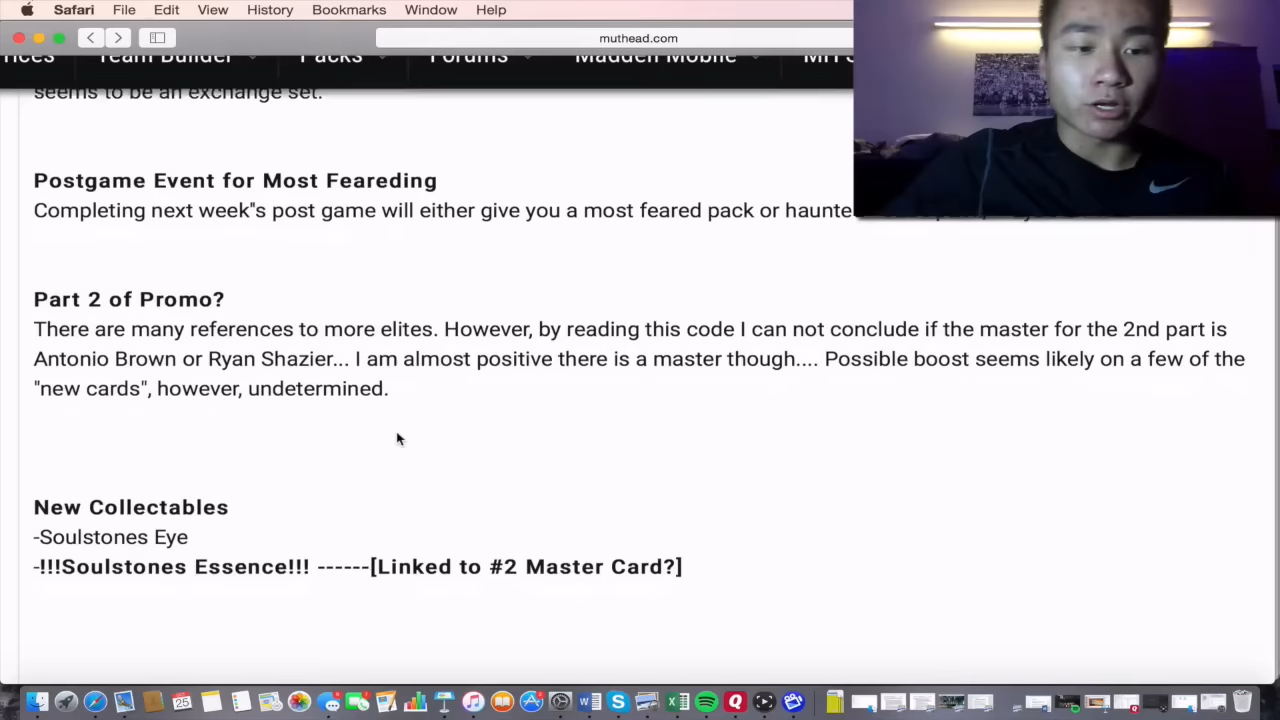 Safari File Edit View History Bookmarks Window Help
muthead.com
Team Builder Packs Forums Madden Mobile
seems to be an exchange set.
Postgame Event for Most Feareding
Completing next week"s post game will either give you a most feared pack or
Part 2 of Promo?
There are many references to more elites. However, by reading this code I can not conclude if the master for the 2nd part is
Antonio Brown or Ryan Shazier... I am almost positive there is a master though.... Possible boost seems likely on a few of the
"new cards", however, undetermined.
New Collectables
-Soulstones Eye
-!!!Soulstones Essence!!! ------[Linked to #2 Master Card?]
25